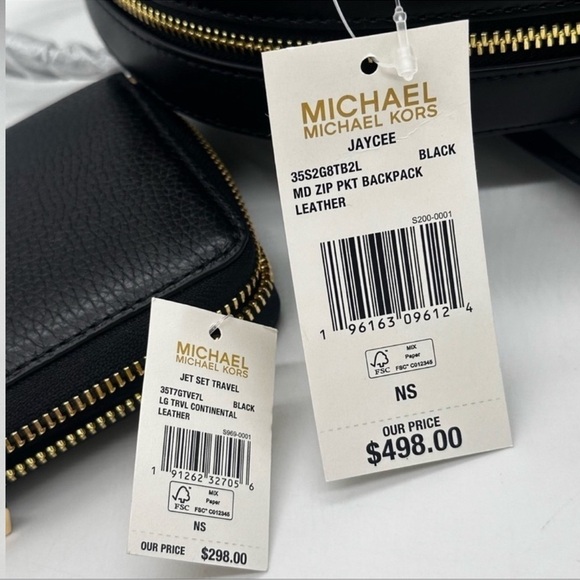 MICHAEL
MICHAEL KORS
JAYCEE
35S2G8TB2L BLACK
MD ZIP PKT BACKPACK
LEATHER
S200-0001
1 96163 09612 4
FSC
MIX
Paper
FSC® C012345
NS
OUR PRICE
$498.00
MICHAEL
MICHAEL KORS
JET SET TRAVEL
35T7GTVE7L BLACK
LG TRVL CONTINENTAL
LEATHER
S969-0001
1 91262 32705 6
FSC
MIX
Paper
FSC® C012345
NS
OUR PRICE $298.00